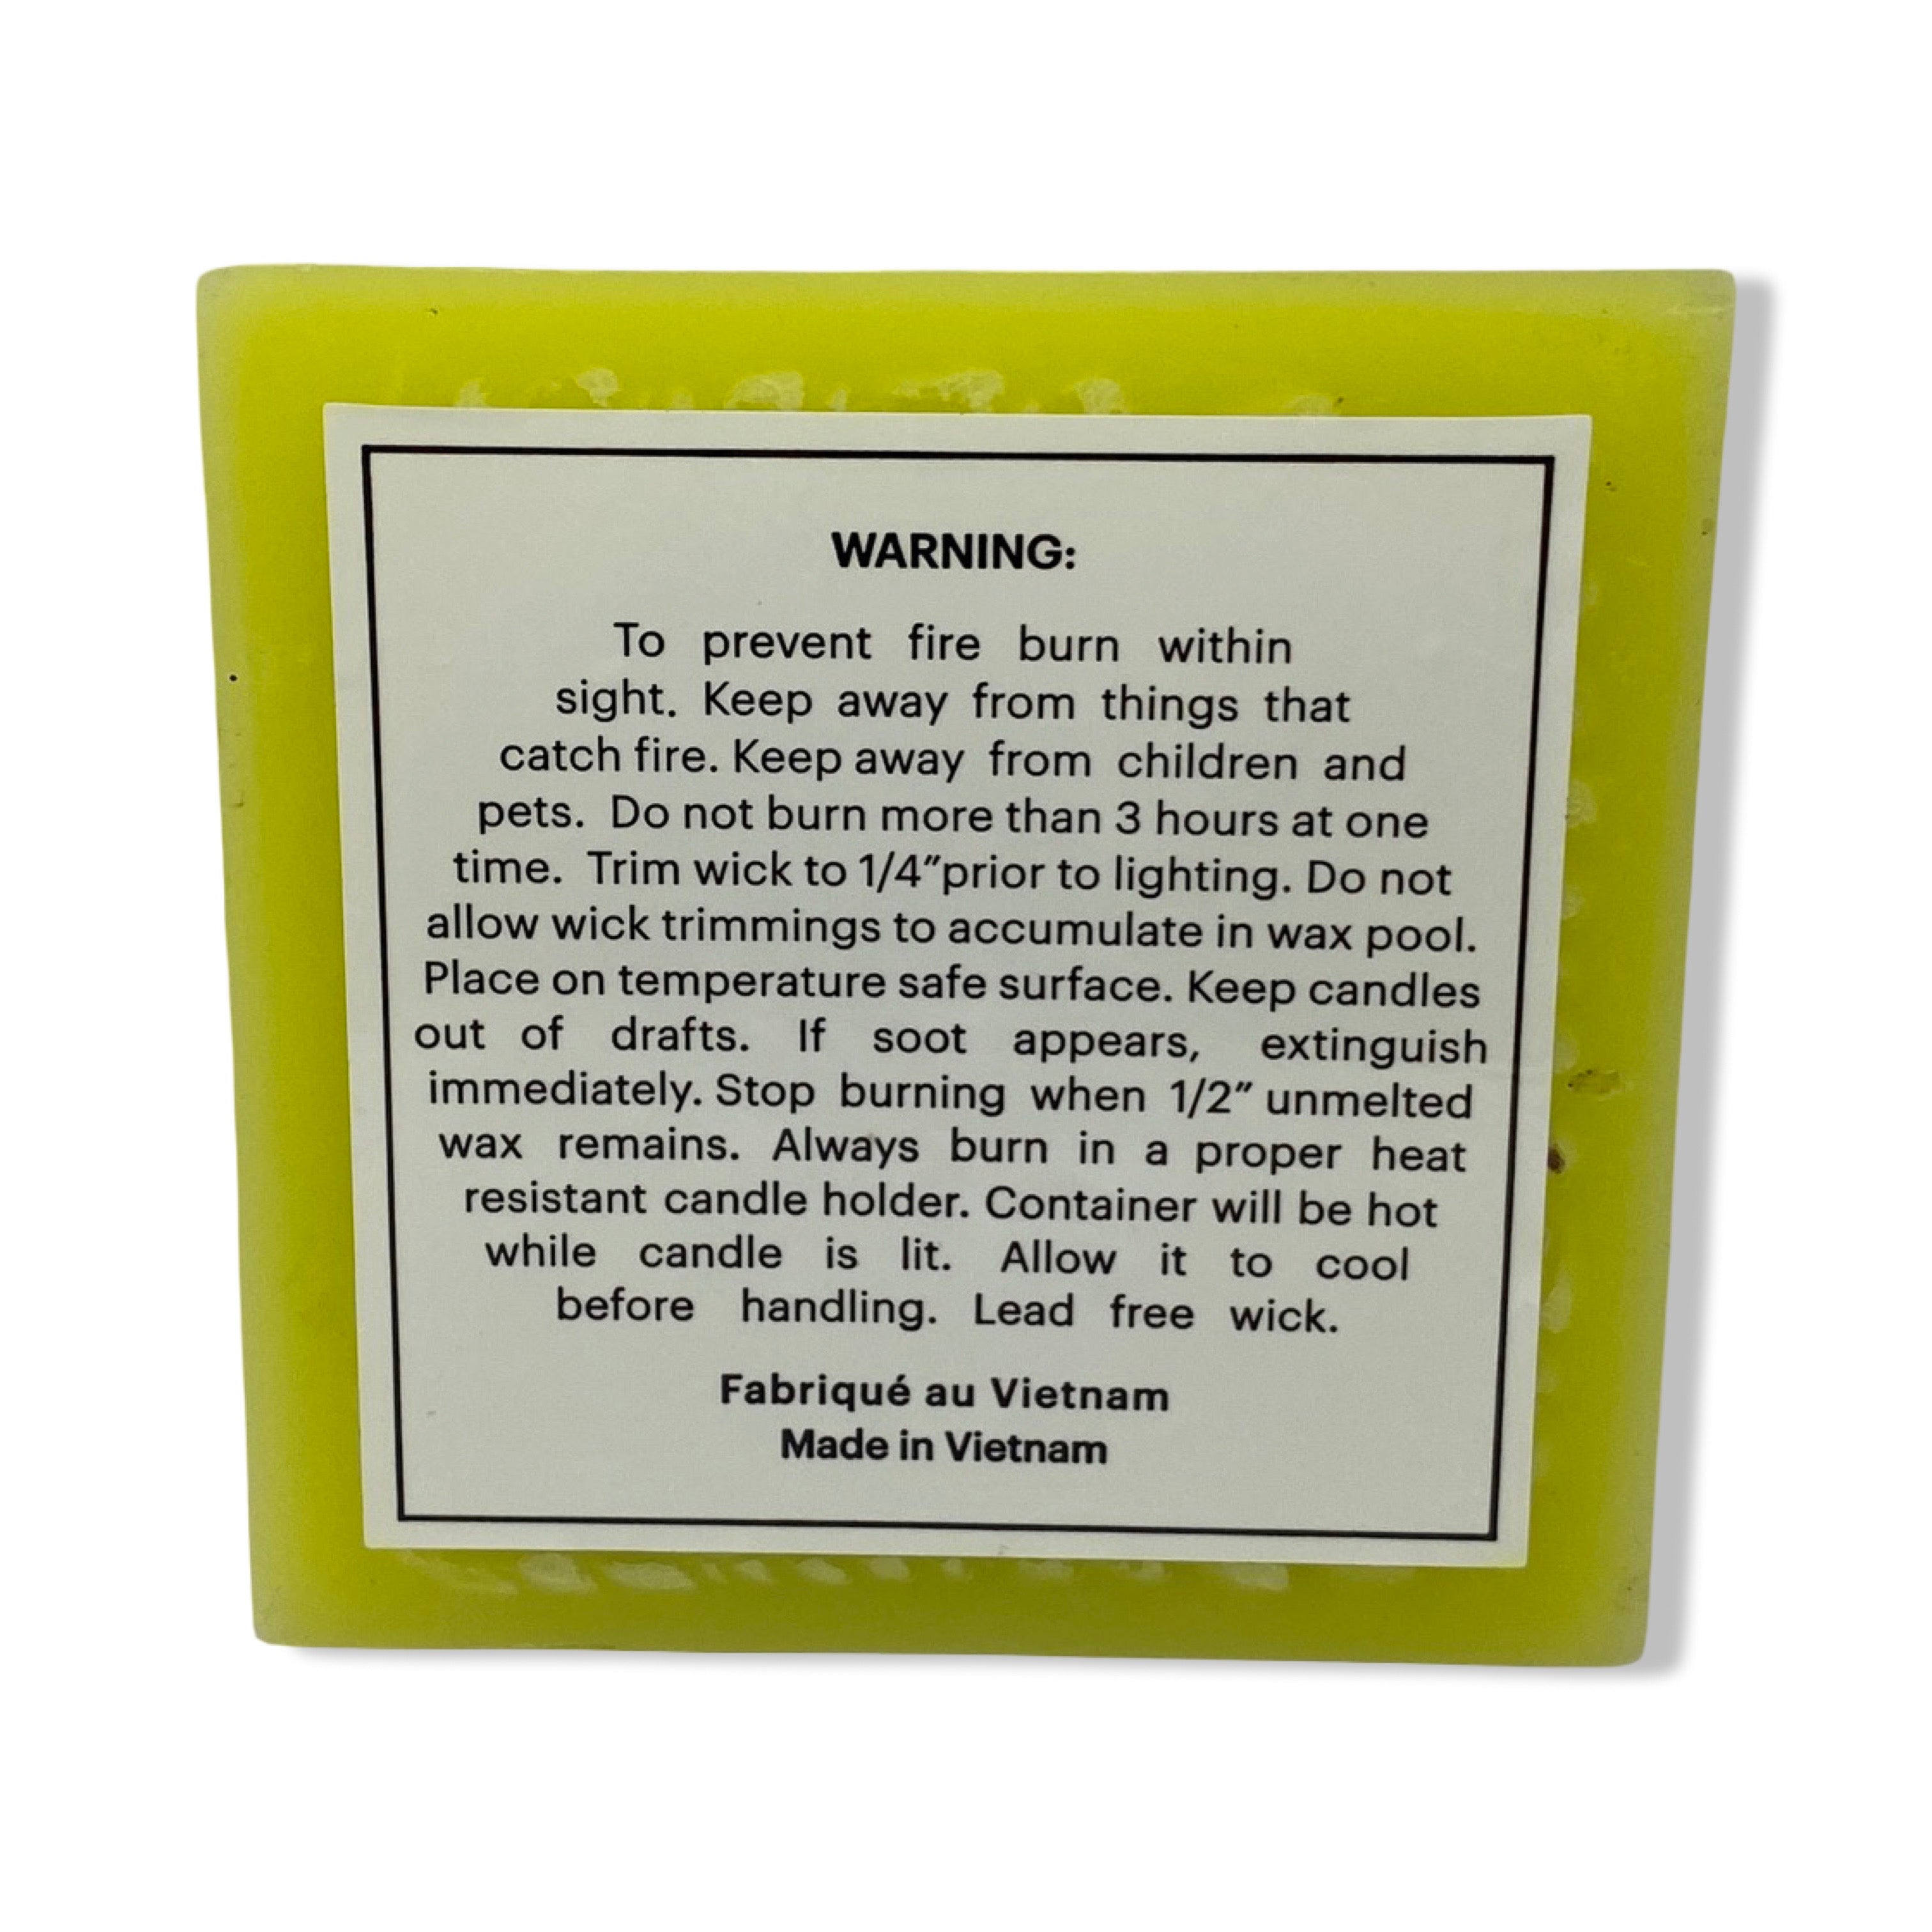 WARNING:
To prevent fire burn within
sight. Keep away from things that
catch fire. Keep away from children and
pets. Do not burn more than 3 hours at one
time. Trim wick to 1/4"prior to lighting. Do not
allow wick trimmings to accumulate in wax pool.
Place on temperature safe surface. Keep candles
out of drafts. If soot appears, extinguish
immediately. Stop burning when 1/2" unmelted
wax remains. Always burn in a proper heat
resistant candle holder. Container will be hot
while candle is lit. Allow it to cool
before handling. Lead free wick.
Fabriqué au Vietnam
Made in Vietnam